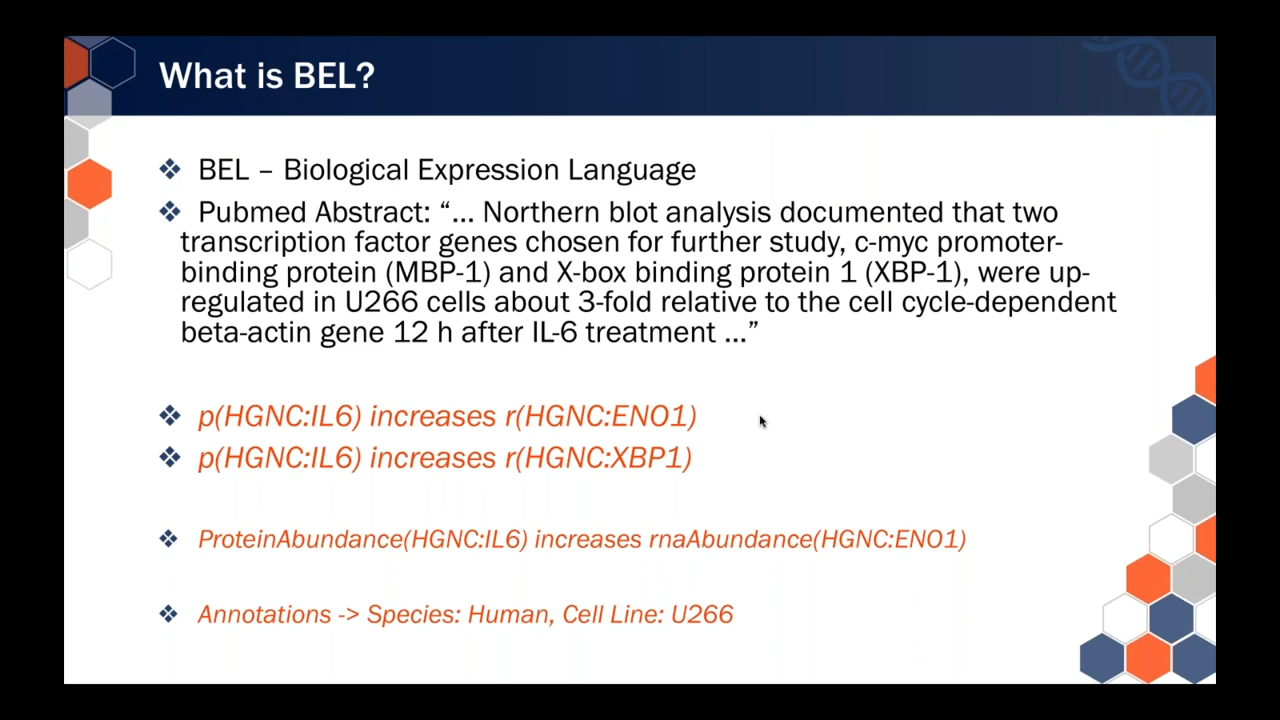 What is BEL?
❖ BEL – Biological Expression Language
❖ Pubmed Abstract: “... Northern blot analysis documented that two
transcription factor genes chosen for further study, c-myc promoter-
binding protein (MBP-1) and X-box binding protein 1 (XBP-1), were up-
regulated in U266 cells about 3-fold relative to the cell cycle-dependent
beta-actin gene 12 h after IL-6 treatment ...”
❖ p(HGNC:IL6) increases r(HGNC:ENO1)
❖ p(HGNC:IL6) increases r(HGNC:XBP1)
❖ ProteinAbundance(HGNC:IL6) increases rnaAbundance(HGNC:ENO1)
❖ Annotations -> Species: Human, Cell Line: U266